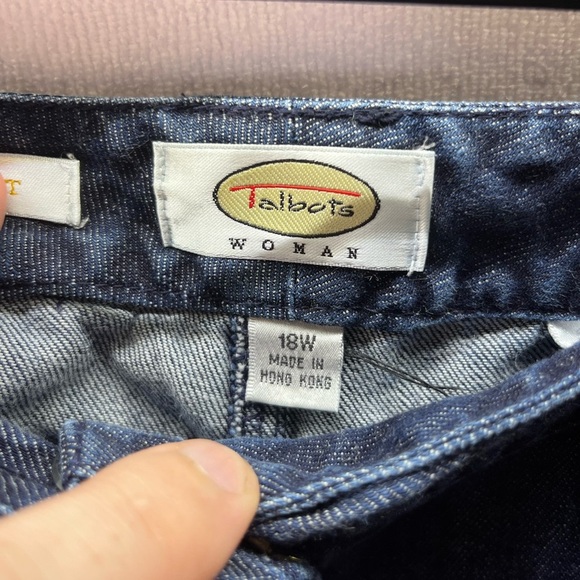 T
Talbots
WOMAN
18W
MADE IN
HONG KONG